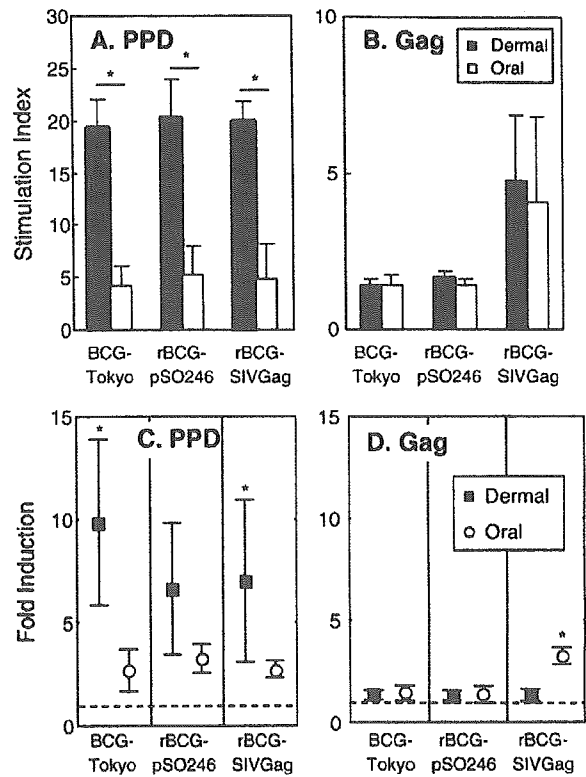 A. PPD
B. Gag
Dermal
Oral
Stimulation Index
30
25
20
15
10
5
0
*
*
*
10
5
0
BCG-
Tokyo
rBCG-
pSO246
rBCG-
SIVGag
BCG-
Tokyo
rBCG-
pSO246
rBCG-
SIVGag
C. PPD
D. Gag
Dermal
Oral
Fold Induction
15
10
5
0
*
*
15
10
5
0
*
BCG-
Tokyo
rBCG-
pSO246
rBCG-
SIVGag
BCG-
Tokyo
rBCG-
pSO246
rBCG-
SIVGag